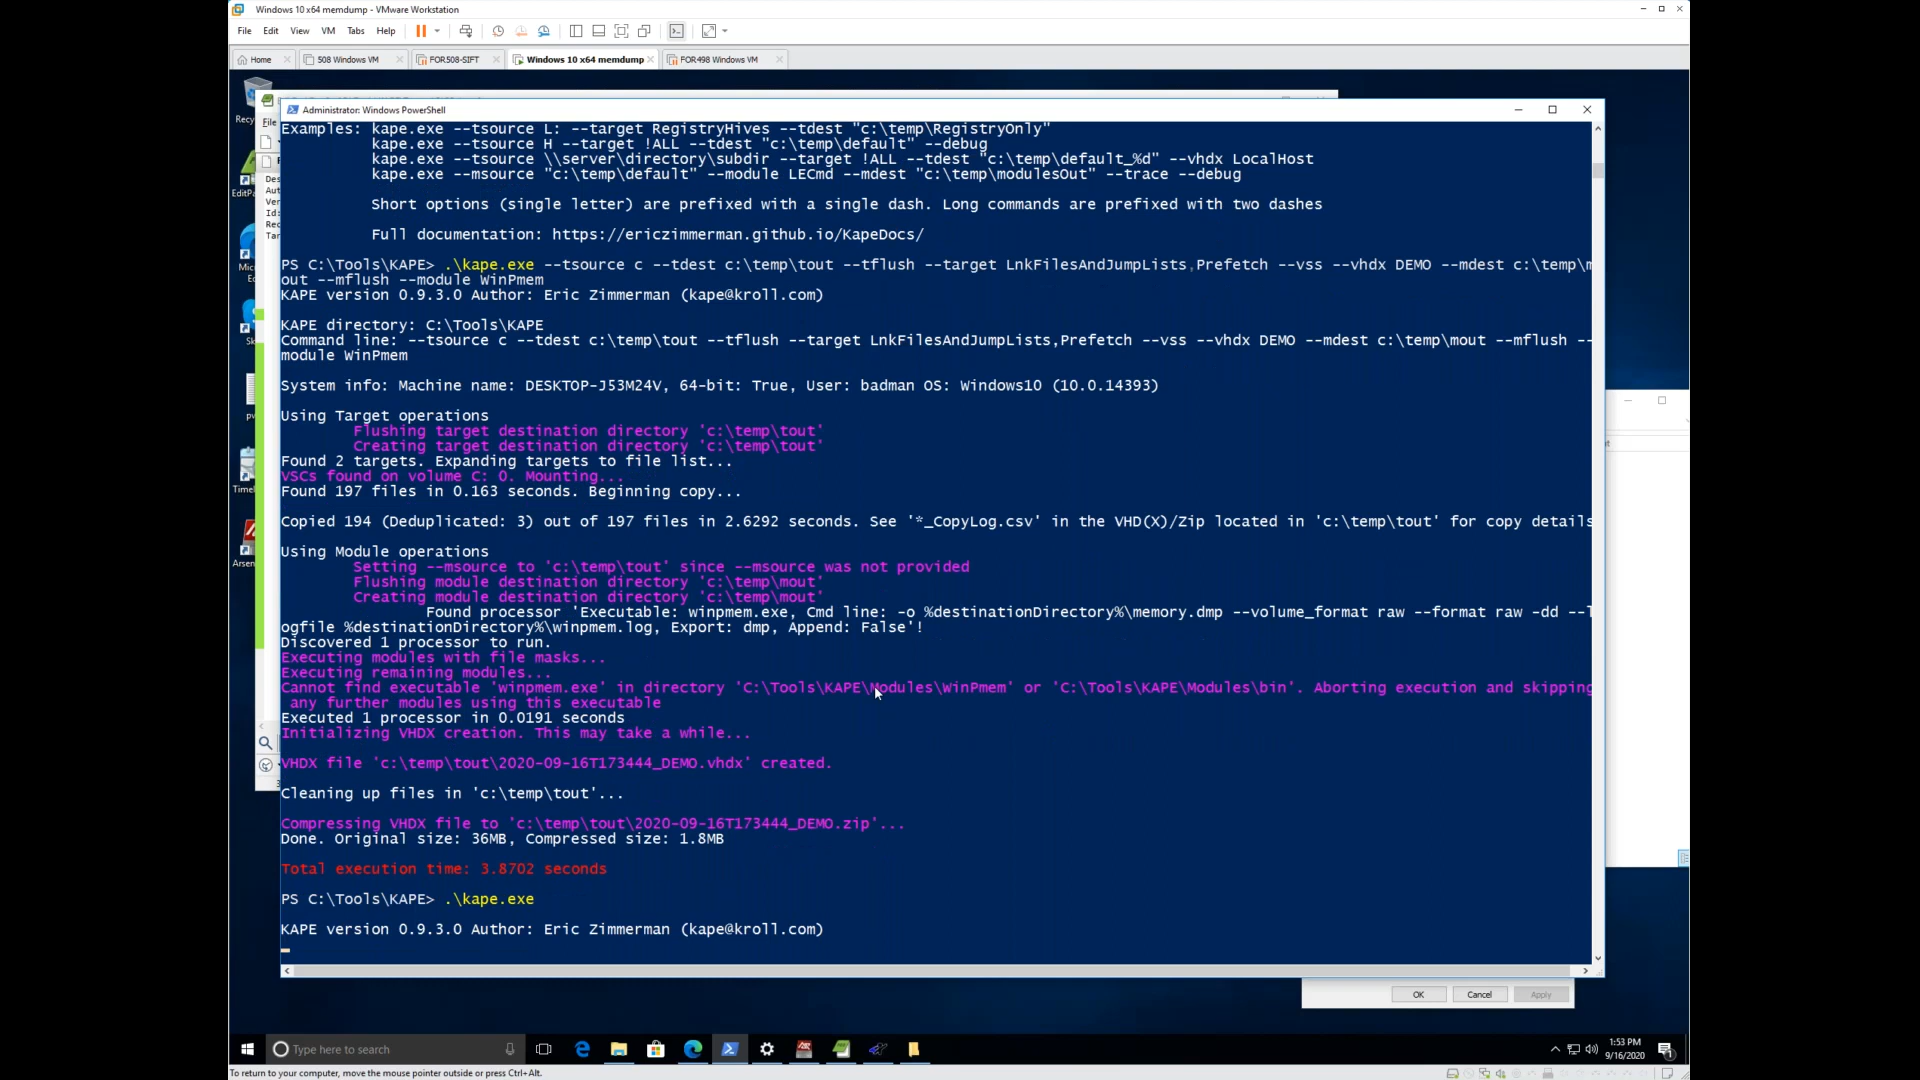 Windows 10 x64 memdump - VMware Workstation
File Edit View VM Tabs Help
Home 508 Windows VM FOR508-SIFT Windows 10 x64 memdump FOR498 Windows VM
Administrator: Windows PowerShell
File
Examples: kape.exe --tsource L: --target RegistryHives --tdest "c:\temp\RegistryOnly"
kape.exe --tsource H --target !ALL --tdest "c:\temp\default" --debug
kape.exe --tsource \\server\directory\subdir --target !ALL --tdest "c:\temp\default_%d" --vhdx LocalHost
kape.exe --msource "c:\temp\default" --module LECmd --mdest "c:\temp\modulesOut" --trace --debug
Short options (single letter) are prefixed with a single dash. Long commands are prefixed with two dashes
Full documentation: https://ericzimmerman.github.io/KapeDocs/
PS C:\Tools\KAPE> .\kape.exe --tsource c --tdest c:\temp\tout --tflush --target LnkFilesAndJumpLists,Prefetch --vss --vhdx DEMO --mdest c:\temp\m
out --mflush --module WinPmem
KAPE version 0.9.3.0 Author: Eric Zimmerman (kape@kroll.com)
KAPE directory: C:\Tools\KAPE
Command line: --tsource c --tdest c:\temp\tout --tflush --target LnkFilesAndJumpLists,Prefetch --vss --vhdx DEMO --mdest c:\temp\mout --mflush --
module WinPmem
System info: Machine name: DESKTOP-J53M24V, 64-bit: True, User: badman OS: Windows10 (10.0.14393)
Using Target operations
Flushing target destination directory 'c:\temp\tout'
Creating target destination directory 'c:\temp\tout'
Found 2 targets. Expanding targets to file list...
VSCs found on volume C: 0. Mounting...
Found 197 files in 0.163 seconds. Beginning copy...
Copied 194 (Deduplicated: 3) out of 197 files in 2.6292 seconds. See '*_CopyLog.csv' in the VHD(X)/Zip located in 'c:\temp\tout' for copy details
Using Module operations
Setting --msource to 'c:\temp\tout' since --msource was not provided
Flushing module destination directory 'c:\temp\mout'
Creating module destination directory 'c:\temp\mout'
Found processor 'Executable: winpmem.exe, Cmd line: -o %destinationDirectory%\memory.dmp --volume_format raw --format raw -dd --l
ogfile %destinationDirectory%\winpmem.log, Export: dmp, Append: False'!
Discovered 1 processor to run.
Executing modules with file masks...
Executing remaining modules...
Cannot find executable 'winpmem.exe' in directory 'C:\Tools\KAPE\Modules\WinPmem' or 'C:\Tools\KAPE\Modules\bin'. Aborting execution and skipping
any further modules using this executable
Executed 1 processor in 0.0191 seconds
Initializing VHDX creation. This may take a while...
VHDX file 'c:\temp\tout\2020-09-16T173444_DEMO.vhdx' created.
Cleaning up files in 'c:\temp\tout'...
Compressing VHDX file to 'c:\temp\tout\2020-09-16T173444_DEMO.zip'...
Done. Original size: 36MB, Compressed size: 1.8MB
Total execution time: 3.8702 seconds
PS C:\Tools\KAPE> .\kape.exe
KAPE version 0.9.3.0 Author: Eric Zimmerman (kape@kroll.com)
OK Cancel Apply
Type here to search
1:53 PM
9/16/2020
To return to your computer, move the mouse pointer outside or press Ctrl+Alt.